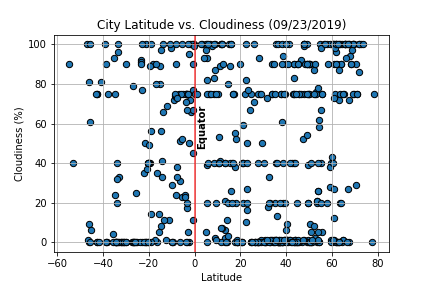 City Latitude vs. Cloudiness (09/23/2019)
100
80
60
40
20
0
Cloudiness (%)
Equator
−60 −40 −20 0 20 40 60 80
Latitude